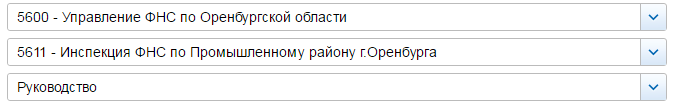 5600 - Управление ФНС по Оренбургской области
5611 - Инспекция ФНС по Промышленному району г.Оренбурга
Руководство